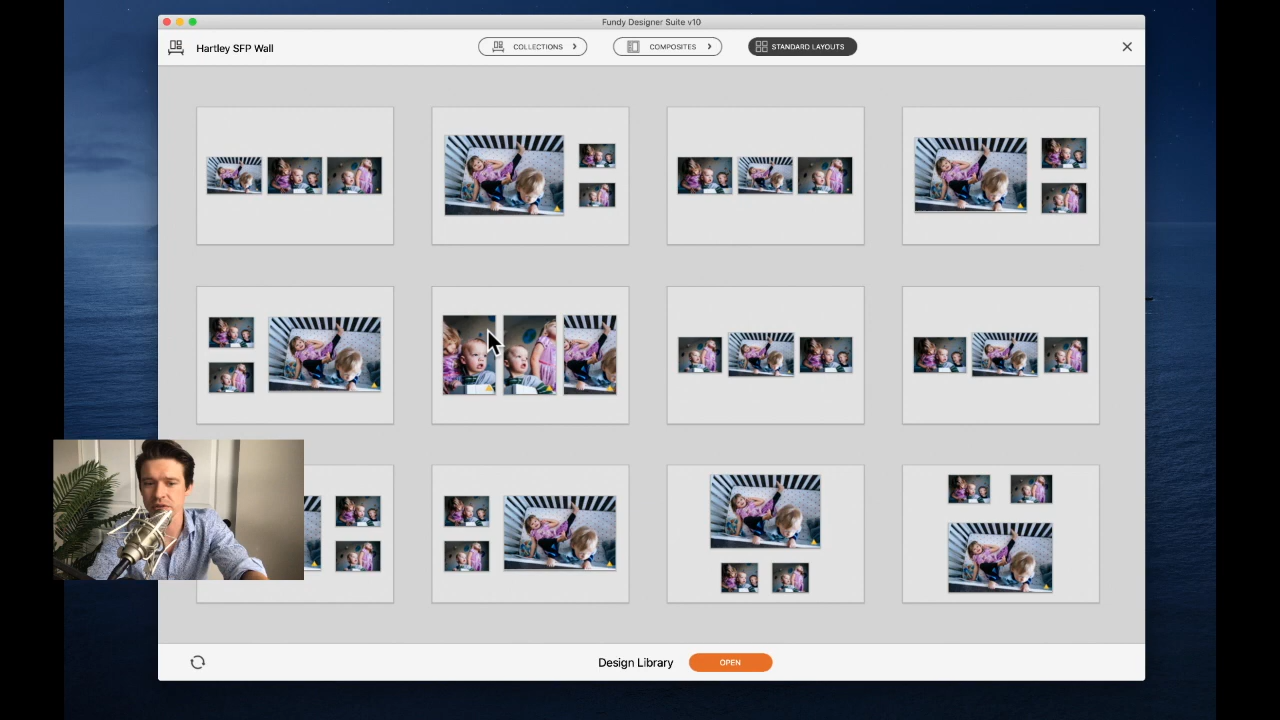 Fundy Designer Suite v10
Hartley SFP Wall
COLLECTIONS
COMPOSITES
STANDARD LAYOUTS
Design Library
OPEN